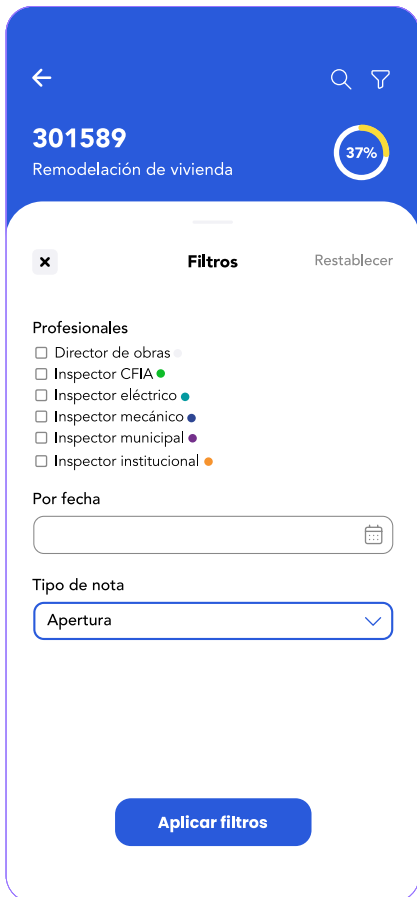 301589
Remodelación de vivienda
37%
Filtros
Restablecer
Profesionales
Director de obras
Inspector CFIA
Inspector eléctrico
Inspector mecánico
Inspector municipal
Inspector institucional
Por fecha
Tipo de nota
Apertura
Aplicar filtros